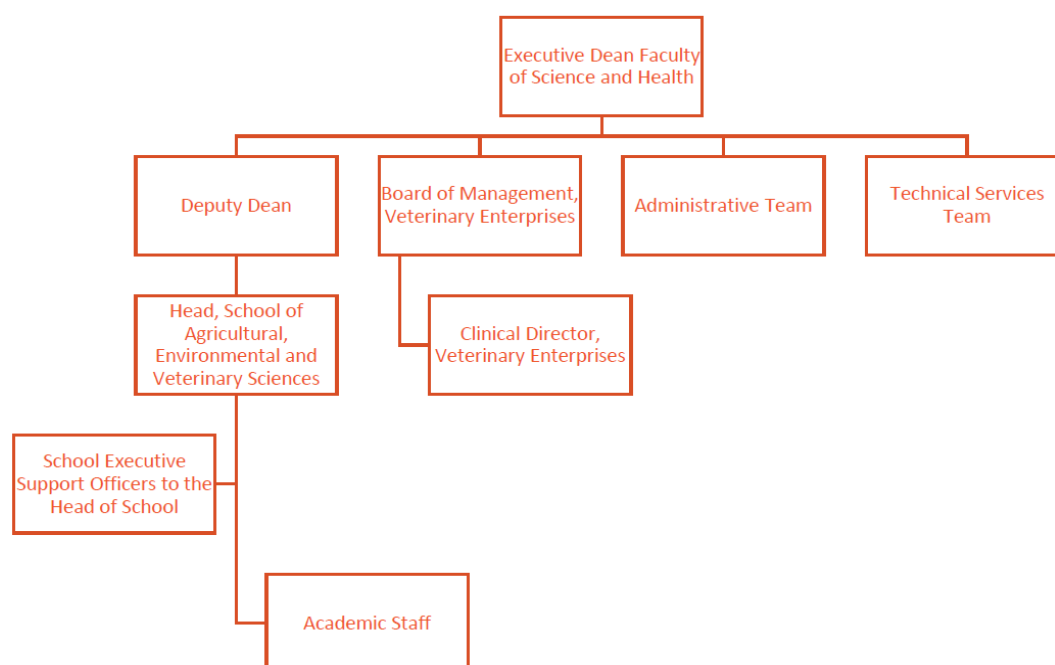 Executive Dean Faculty
of Science and Health
Deputy Dean
Board of Management,
Veterinary Enterprises
Administrative Team
Technical Services
Team
Head, School of
Agricultural,
Environmental and
Veterinary Sciences
Clinical Director,
Veterinary Enterprises
School Executive
Support Officers to the
Head of School
Academic Staff